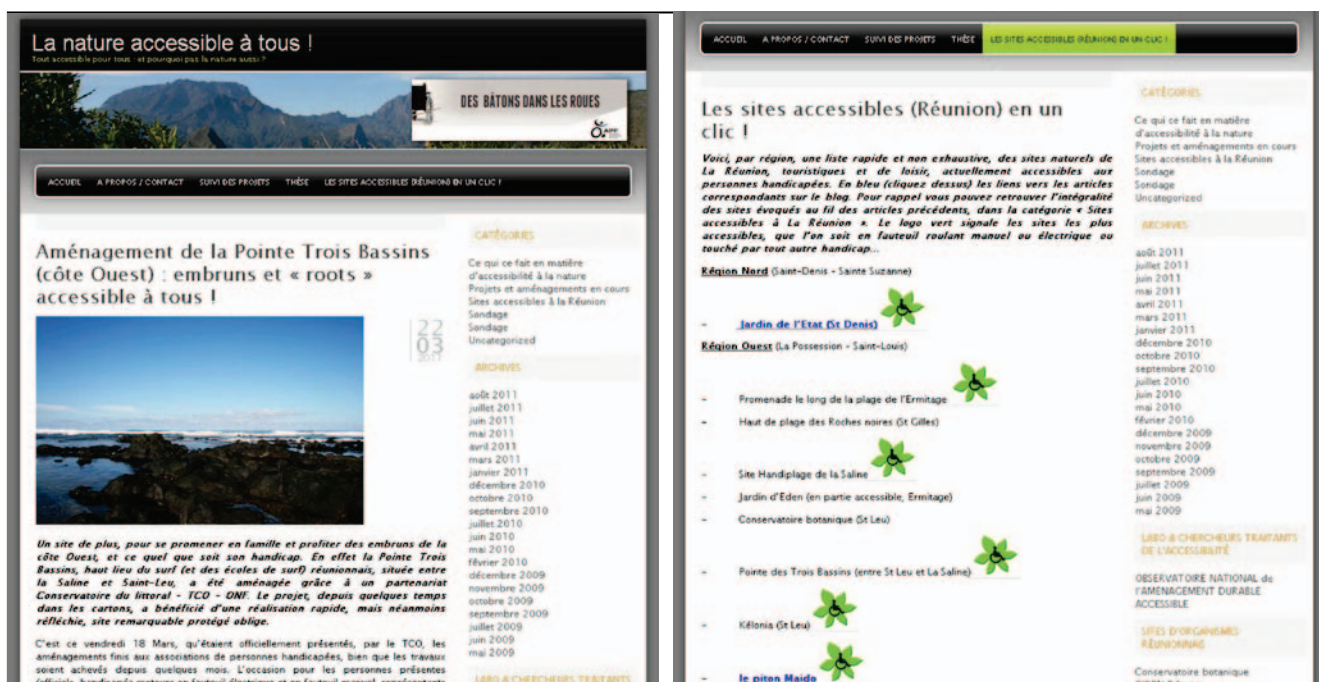 La nature accessible à tous !
Tout accessible pour tous : et pourquoi pas la nature aussi ?
DES BÂTONS DANS LES ROUES
ACCUEIL A PROPOS / CONTACT SUIVI DES PROJETS THÈSE LES SITES ACCESSIBLES (RÉUNION) EN UN CLIC !
Aménagement de la Pointe Trois Bassins
(côte Ouest) : embruns et « roots »
accessible à tous !
22
03
2011
Un site de plus, pour se promener en famille et profiter des embruns de la
côte Ouest, et ce quel que soit son handicap. En effet la Pointe Trois
Bassins, haut lieu du surf (et des écoles de surf) réunionnais, située entre
la Saline et Saint-Leu, a été aménagée grâce à un partenariat
Conservatoire du littoral - TCO - ONF. Le projet, depuis quelques temps
dans les cartons, a bénéficié d'une réalisation rapide, mais néanmoins
réfléchie, site remarquable protégé oblige.
C'est ce vendredi 18 Mars, qu'étaient officiellement présentés, par le TCO, les
aménagements finis aux associations de personnes handicapées, bien que les travaux
soient achevés depuis quelques mois. L'occasion pour les personnes présentes
CATÉGORIES
Ce qui ce fait en matière
d'accessibilité à la nature
Projets et aménagements en cours
Sites accessibles à la Réunion
Sondage
Sondage
Uncategorized
ARCHIVES
août 2011
juillet 2011
juin 2011
mai 2011
avril 2011
mars 2011
janvier 2011
décembre 2010
octobre 2010
septembre 2010
juillet 2010
juin 2010
mai 2010
février 2010
décembre 2009
novembre 2009
octobre 2009
septembre 2009
juillet 2009
juin 2009
mai 2009
LABO & CHERCHEURS TRAITANTS
ACCUEIL A PROPOS / CONTACT SUIVI DES PROJETS THÈSE LES SITES ACCESSIBLES (RÉUNION) EN UN CLIC !
Les sites accessibles (Réunion) en un
clic !
Voici, par région, une liste rapide et non exhaustive, des sites naturels de
La Réunion, touristiques et de loisir, actuellement accessibles aux
personnes handicapées. En bleu (cliquez dessus) les liens vers les articles
correspondants sur le blog. Pour rappel vous pouvez retrouver l'intégralité
des sites évoqués au fil des articles précédents, dans la catégorie « Sites
accessibles à La Réunion ». Le logo vert signale les sites les plus
accessibles, que l'on soit en fauteuil roulant manuel ou électrique ou
touché par tout autre handicap...
Région Nord (Saint-Denis - Sainte Suzanne)
- Jardin de l'Etat (St Denis)
Région Ouest (La Possession - Saint-Louis)
- Promenade le long de la plage de l'Ermitage
- Haut de plage des Roches noires (St Gilles)
- Site Handiplage de la Saline
- Jardin d'Eden (en partie accessible, Ermitage)
- Conservatoire botanique (St Leu)
- Pointe des Trois Bassins (entre St Leu et La Saline)
- Kélonia (St Leu)
- le piton Maïdo
CATÉGORIES
Ce qui ce fait en matière
d'accessibilité à la nature
Projets et aménagements en cours
Sites accessibles à la Réunion
Sondage
Sondage
Uncategorized
ARCHIVES
août 2011
juillet 2011
juin 2011
mai 2011
avril 2011
mars 2011
janvier 2011
décembre 2010
octobre 2010
septembre 2010
juillet 2010
juin 2010
mai 2010
février 2010
décembre 2009
novembre 2009
octobre 2009
septembre 2009
juillet 2009
juin 2009
mai 2009
LABO & CHERCHEURS TRAITANTS
DE L'ACCESSIBILITÉ
OBSERVATOIRE NATIONAL de
l'AMENAGEMENT DURABLE
ACCESSIBLE
SITES D'ORGANISMES
RÉUNIONNAIS
Conservatoire botanique